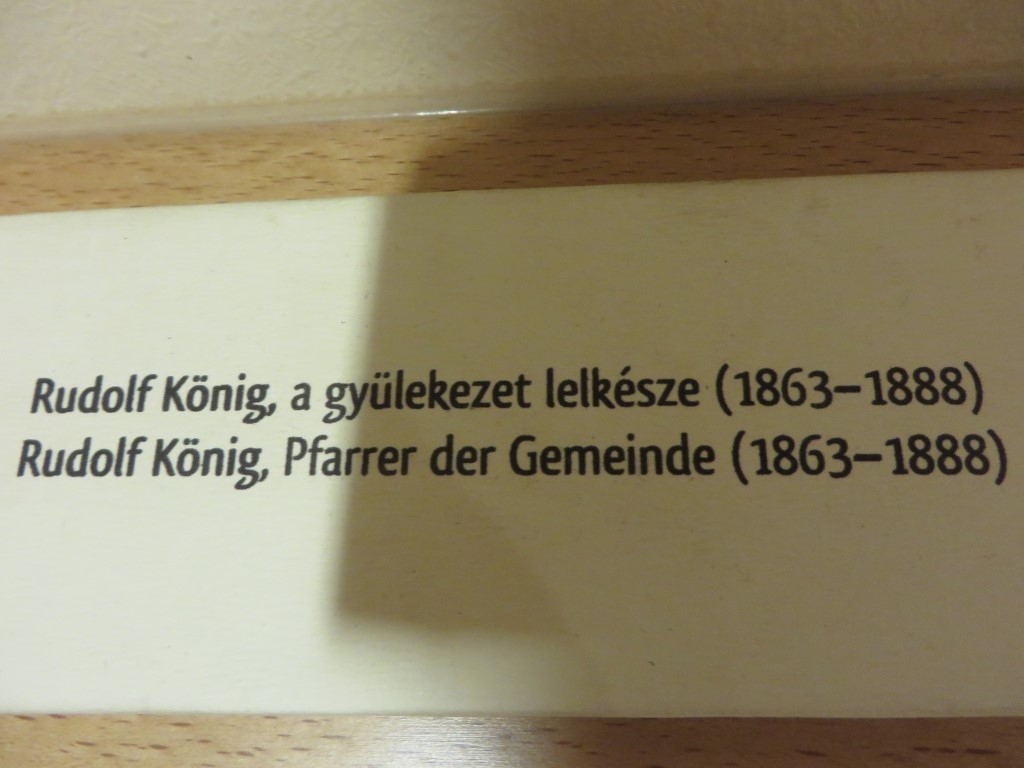 Rudolf König, a gyülekezet lelkésze (1863–1888)
Rudolf König, Pfarrer der Gemeinde (1863–1888)